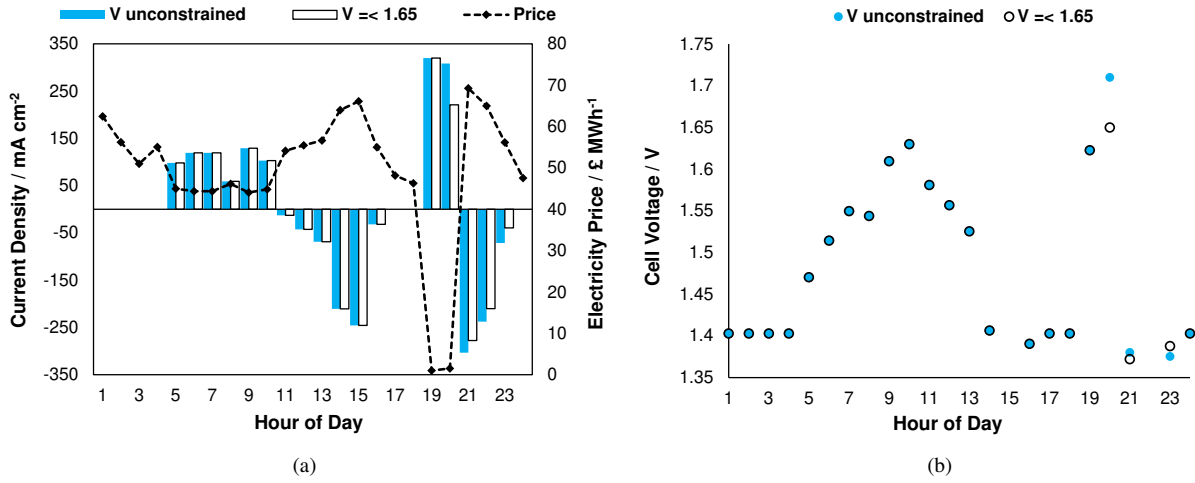 V unconstrained V =< 1.65 Price
350
250
150
50
-50
-150
-250
-350
Current Density / mA cm-2
80
70
60
50
40
30
20
10
0
Electricity Price / £ MWh-1
1 3 5 7 9 11 13 15 17 19 21 23
Hour of Day
(a)
V unconstrained V =< 1.65
1.75
1.7
1.65
1.6
1.55
1.5
1.45
1.4
1.35
Cell Voltage / V
1 3 5 7 9 11 13 15 17 19 21 23
Hour of Day
(b)